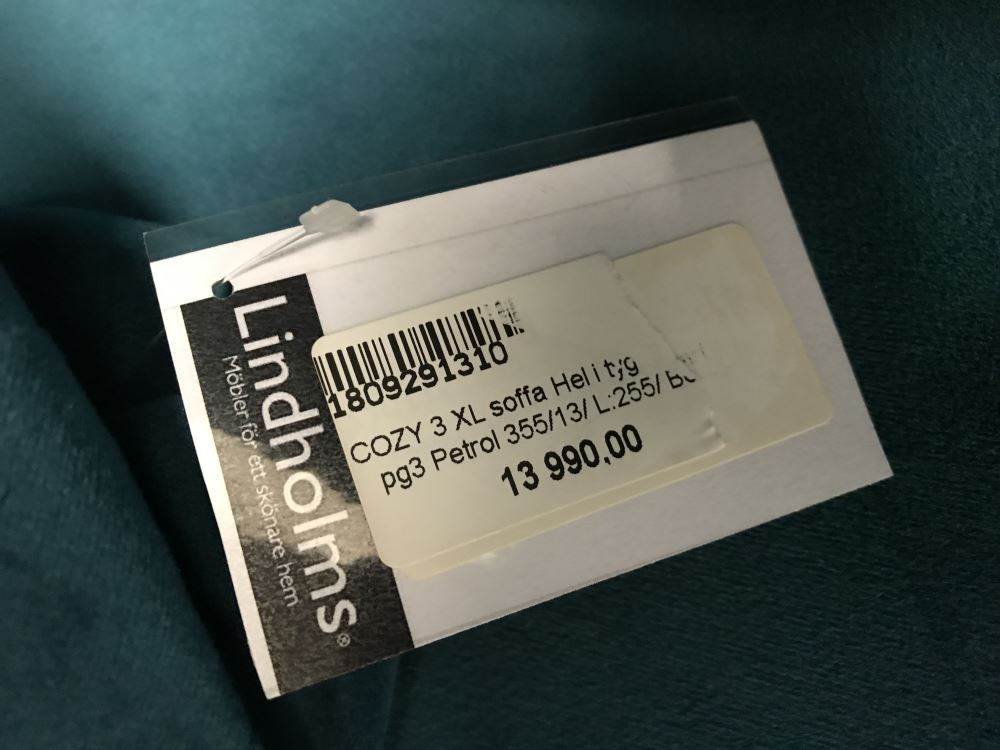 Lindholms®
Möbler för ett skönare hem
1809291310
COZY 3 XL soffa Hel i tyg
pg3 Petrol 355/13/ L:255/
13 990,00